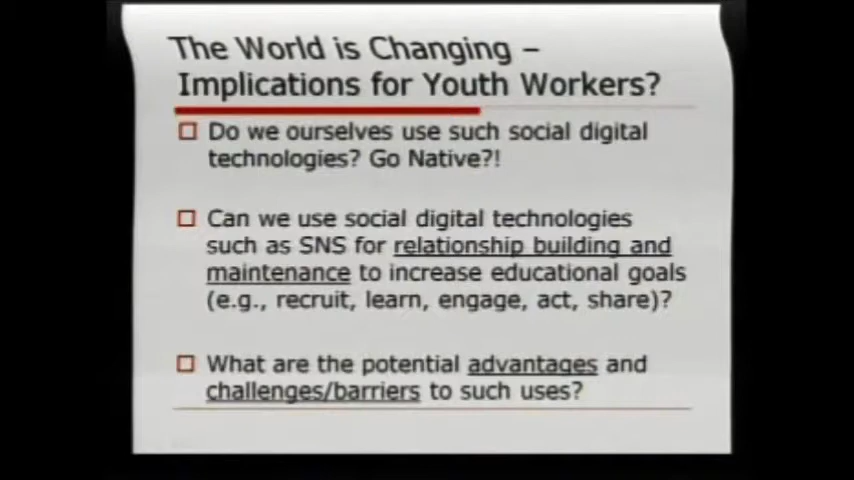 The World is Changing –
Implications for Youth Workers?
Do we ourselves use such social digital
technologies? Go Native?!
Can we use social digital technologies
such as SNS for relationship building and
maintenance to increase educational goals
(e.g., recruit, learn, engage, act, share)?
What are the potential advantages and
challenges/barriers to such uses?